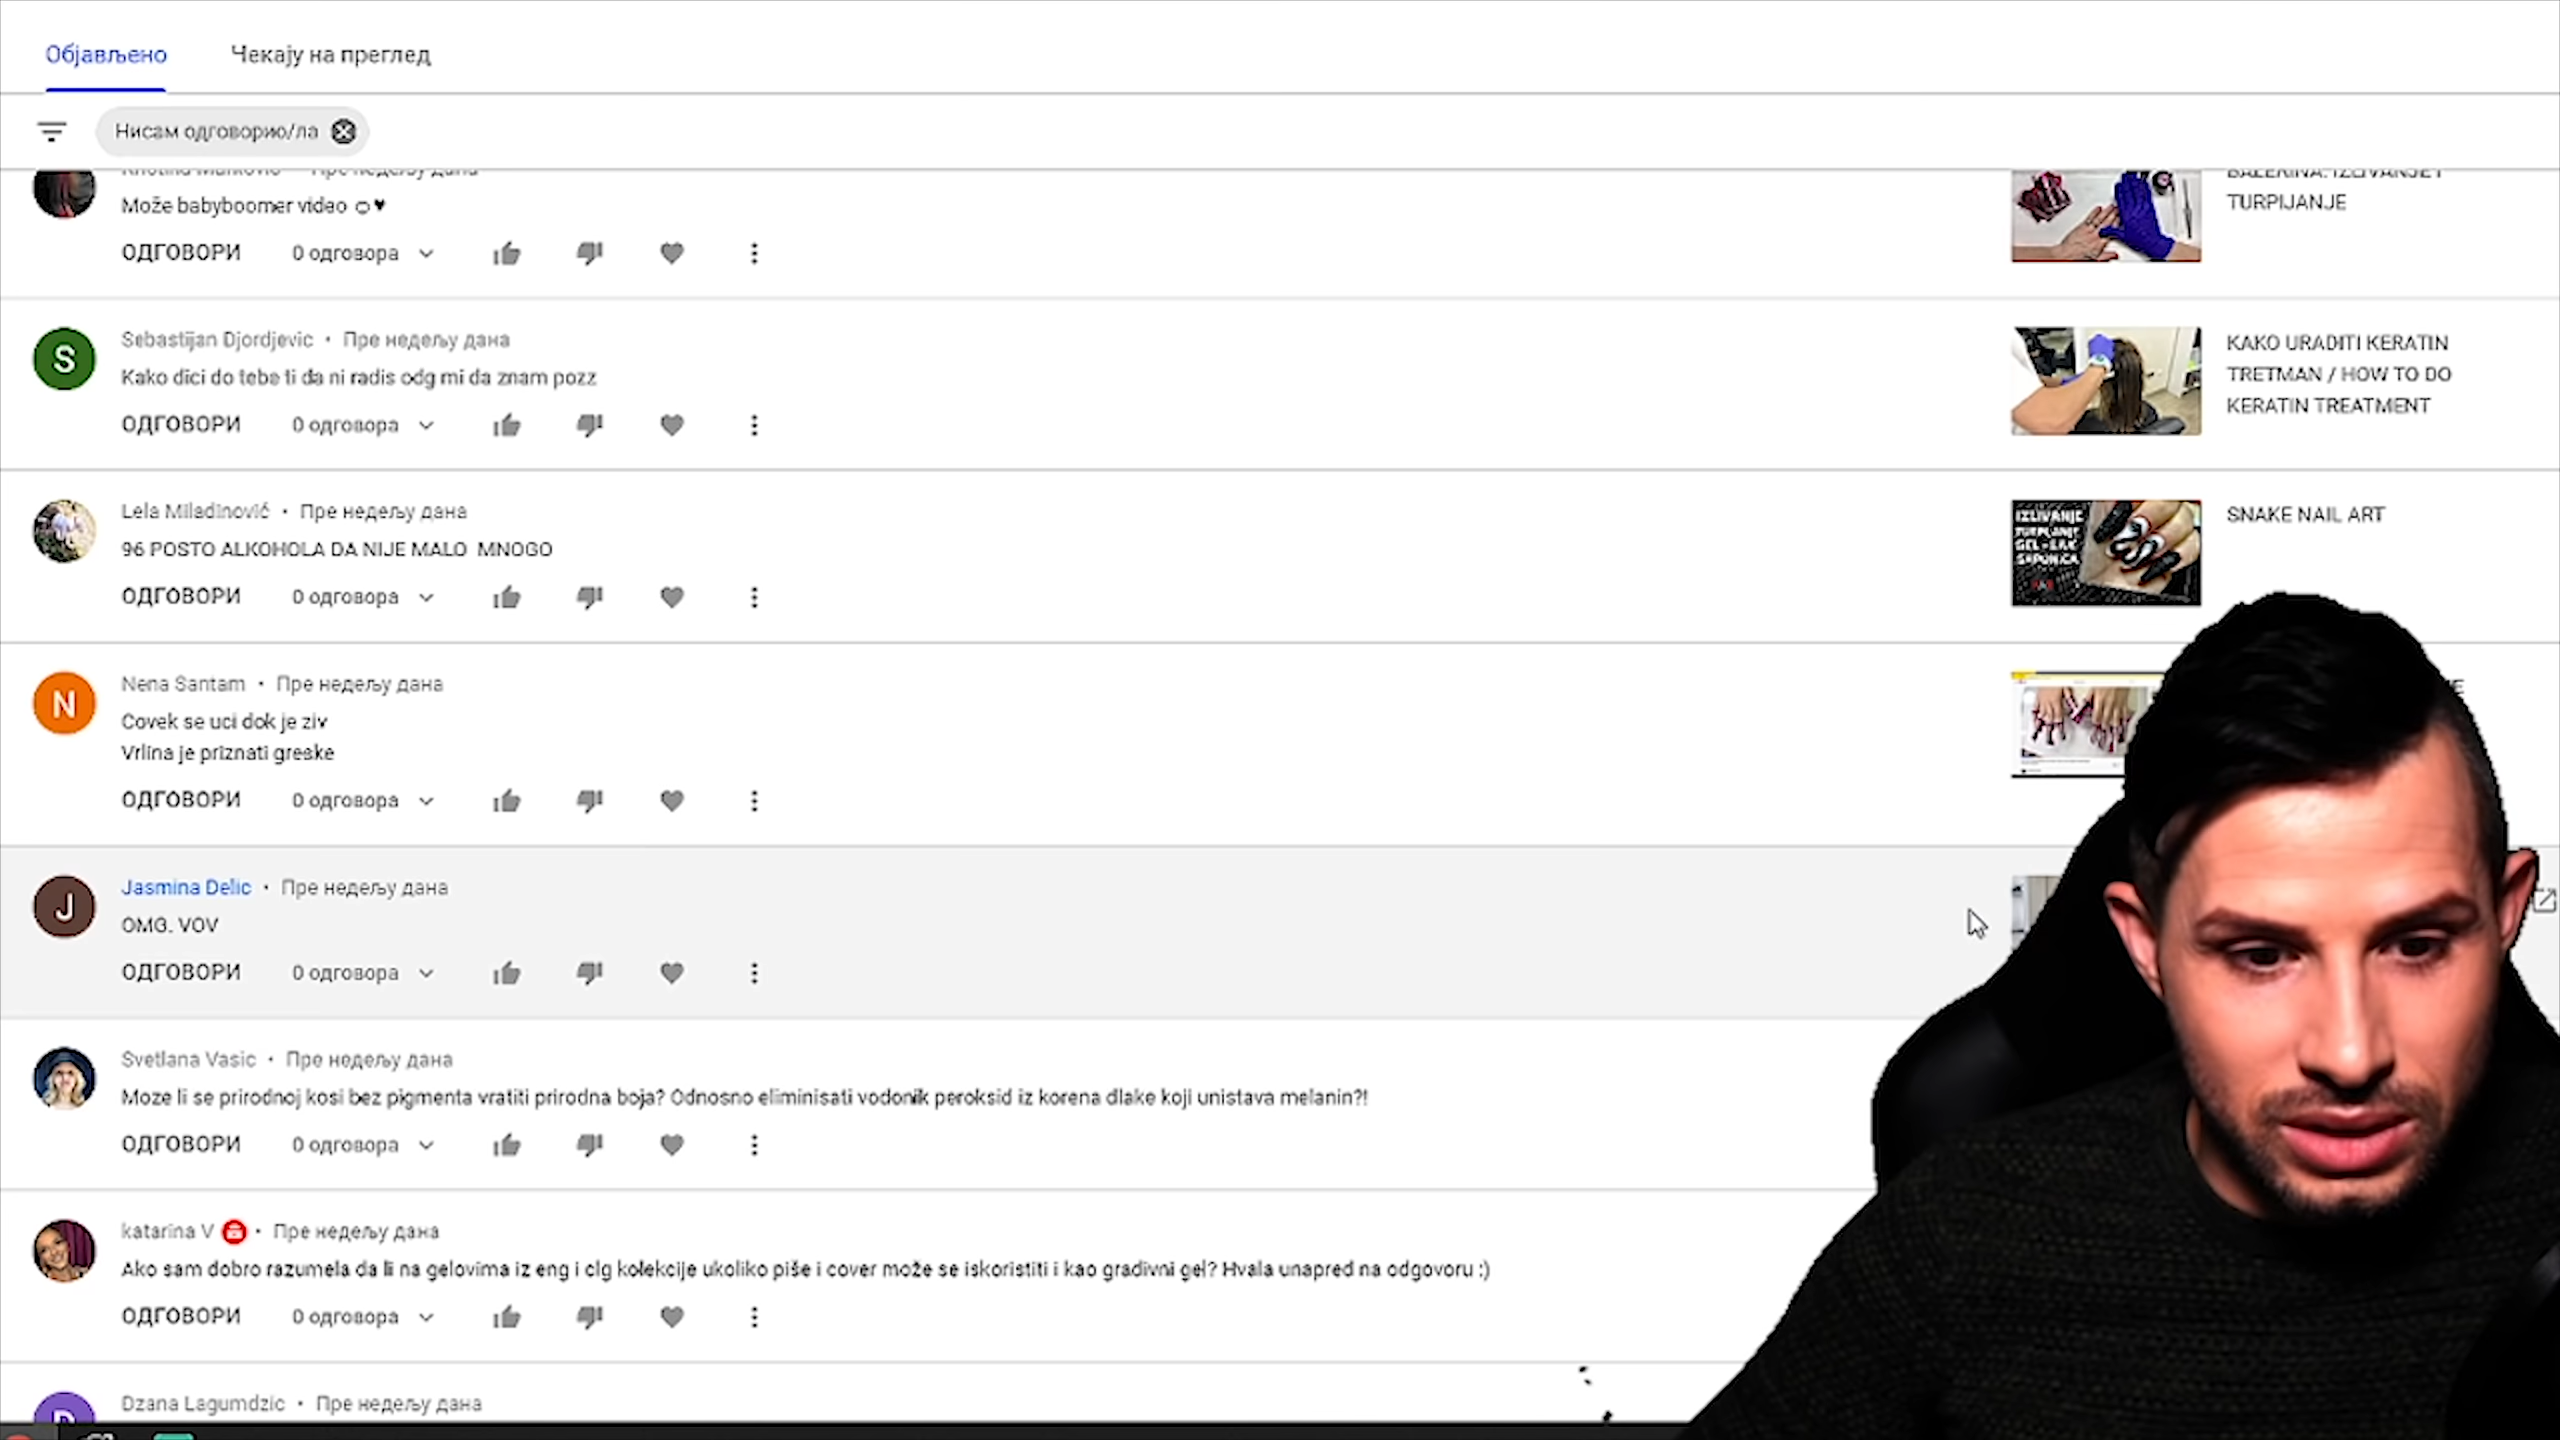 Објављено
Чекају на преглед
Нисам одговорио/ла
Пре недељу дана
Može babyboomer video ☺♥
ОДГОВОРИ 0 одговора
BALERINA: IZLIVANJE I
TURPIJANJE
Sebastijan Djordjevic • Пре недељу дана
Kako dici do tebe ti da ni radis odg mi da znam pozz
ОДГОВОРИ 0 одговора
KAKO URADITI KERATIN
TRETMAN / HOW TO DO
KERATIN TREATMENT
Lela Miladinović • Пре недељу дана
96 POSTO ALKOHOLA DA NIJE MALO MNOGO
ОДГОВОРИ 0 одговора
IZLIVANJE
GEL-LAK
SNAKE NAIL ART
N
Nena Santam • Пре недељу дана
Covek se uci dok je ziv
Vrlina je priznati greske
ОДГОВОРИ 0 одговора
J
Jasmina Delic • Пре недељу дана
OMG. VOV
ОДГОВОРИ 0 одговора
Svetlana Vasic • Пре недељу дана
Moze li se prirodnoj kosi bez pigmenta vratiti prirodna boja? Odnosno eliminisati vodonik peroksid iz korena dlake koji unistava melanin?!
ОДГОВОРИ 0 одговора
katarina V • Пре недељу дана
Ako sam dobro razumela da li na gelovima iz eng i clg kolekcije ukoliko piše i cover može se iskoristiti i kao gradivni gel? Hvala unapred na odgovoru :)
ОДГОВОРИ 0 одговора
D
Dzana Lagumdzic • Пре недељу дана